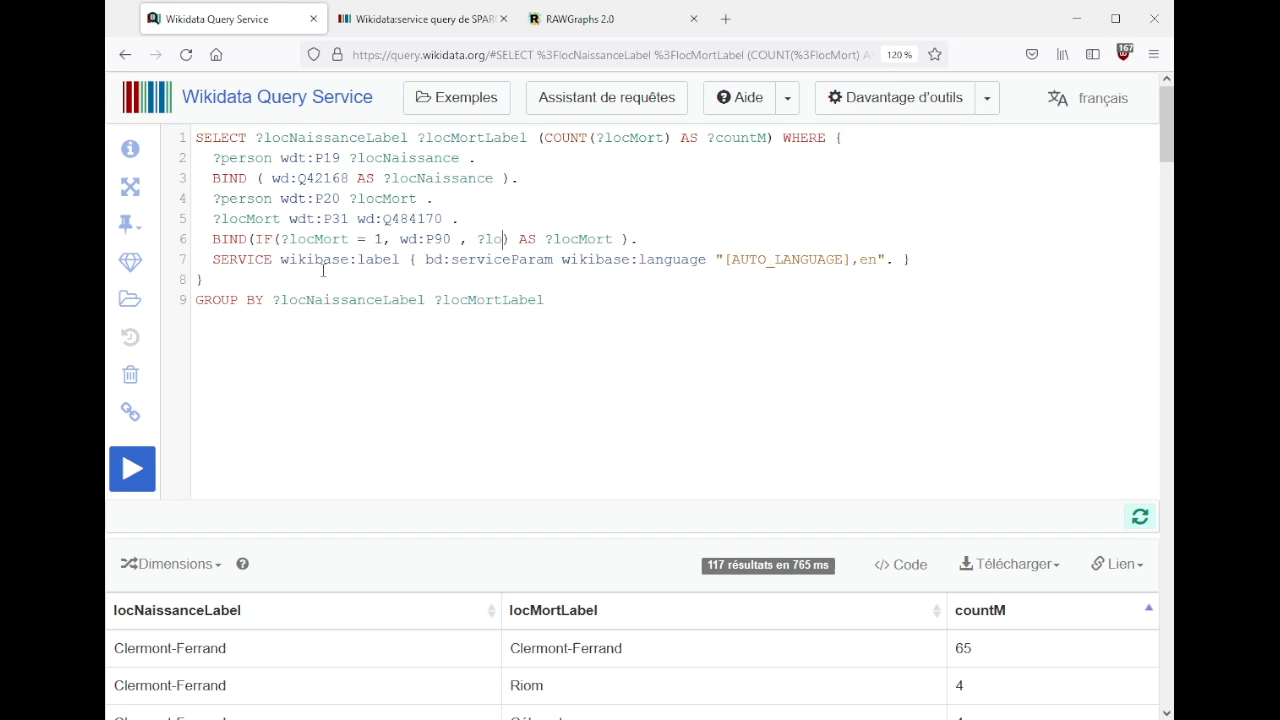 Wikidata Query Service
Wikidata:service query de SPAR
RAWGraphs 2.0
https://query.wikidata.org/#SELECT %3FlocNaissanceLabel %3FlocMortLabel (COUNT(%3FlocMort) A
120 %
167
Wikidata Query Service
Exemples
Assistant de requêtes
Aide
Davantage d'outils
français
1 SELECT ?locNaissanceLabel ?locMortLabel (COUNT(?locMort) AS ?countM) WHERE {
2 ?person wdt:P19 ?locNaissance .
3 BIND ( wd:Q42168 AS ?locNaissance ).
4 ?person wdt:P20 ?locMort .
5 ?locMort wdt:P31 wd:Q484170 .
6 BIND(IF(?locMort = 1, wd:P90 , ?lo) AS ?locMort ).
7 SERVICE wikibase:label { bd:serviceParam wikibase:language "[AUTO_LANGUAGE],en". }
8 }
9 GROUP BY ?locNaissanceLabel ?locMortLabel
Dimensions
117 résultats en 765 ms
</> Code
Télécharger
Lien
locNaissanceLabel locMortLabel countM
Clermont-Ferrand Clermont-Ferrand 65
Clermont-Ferrand Riom 4